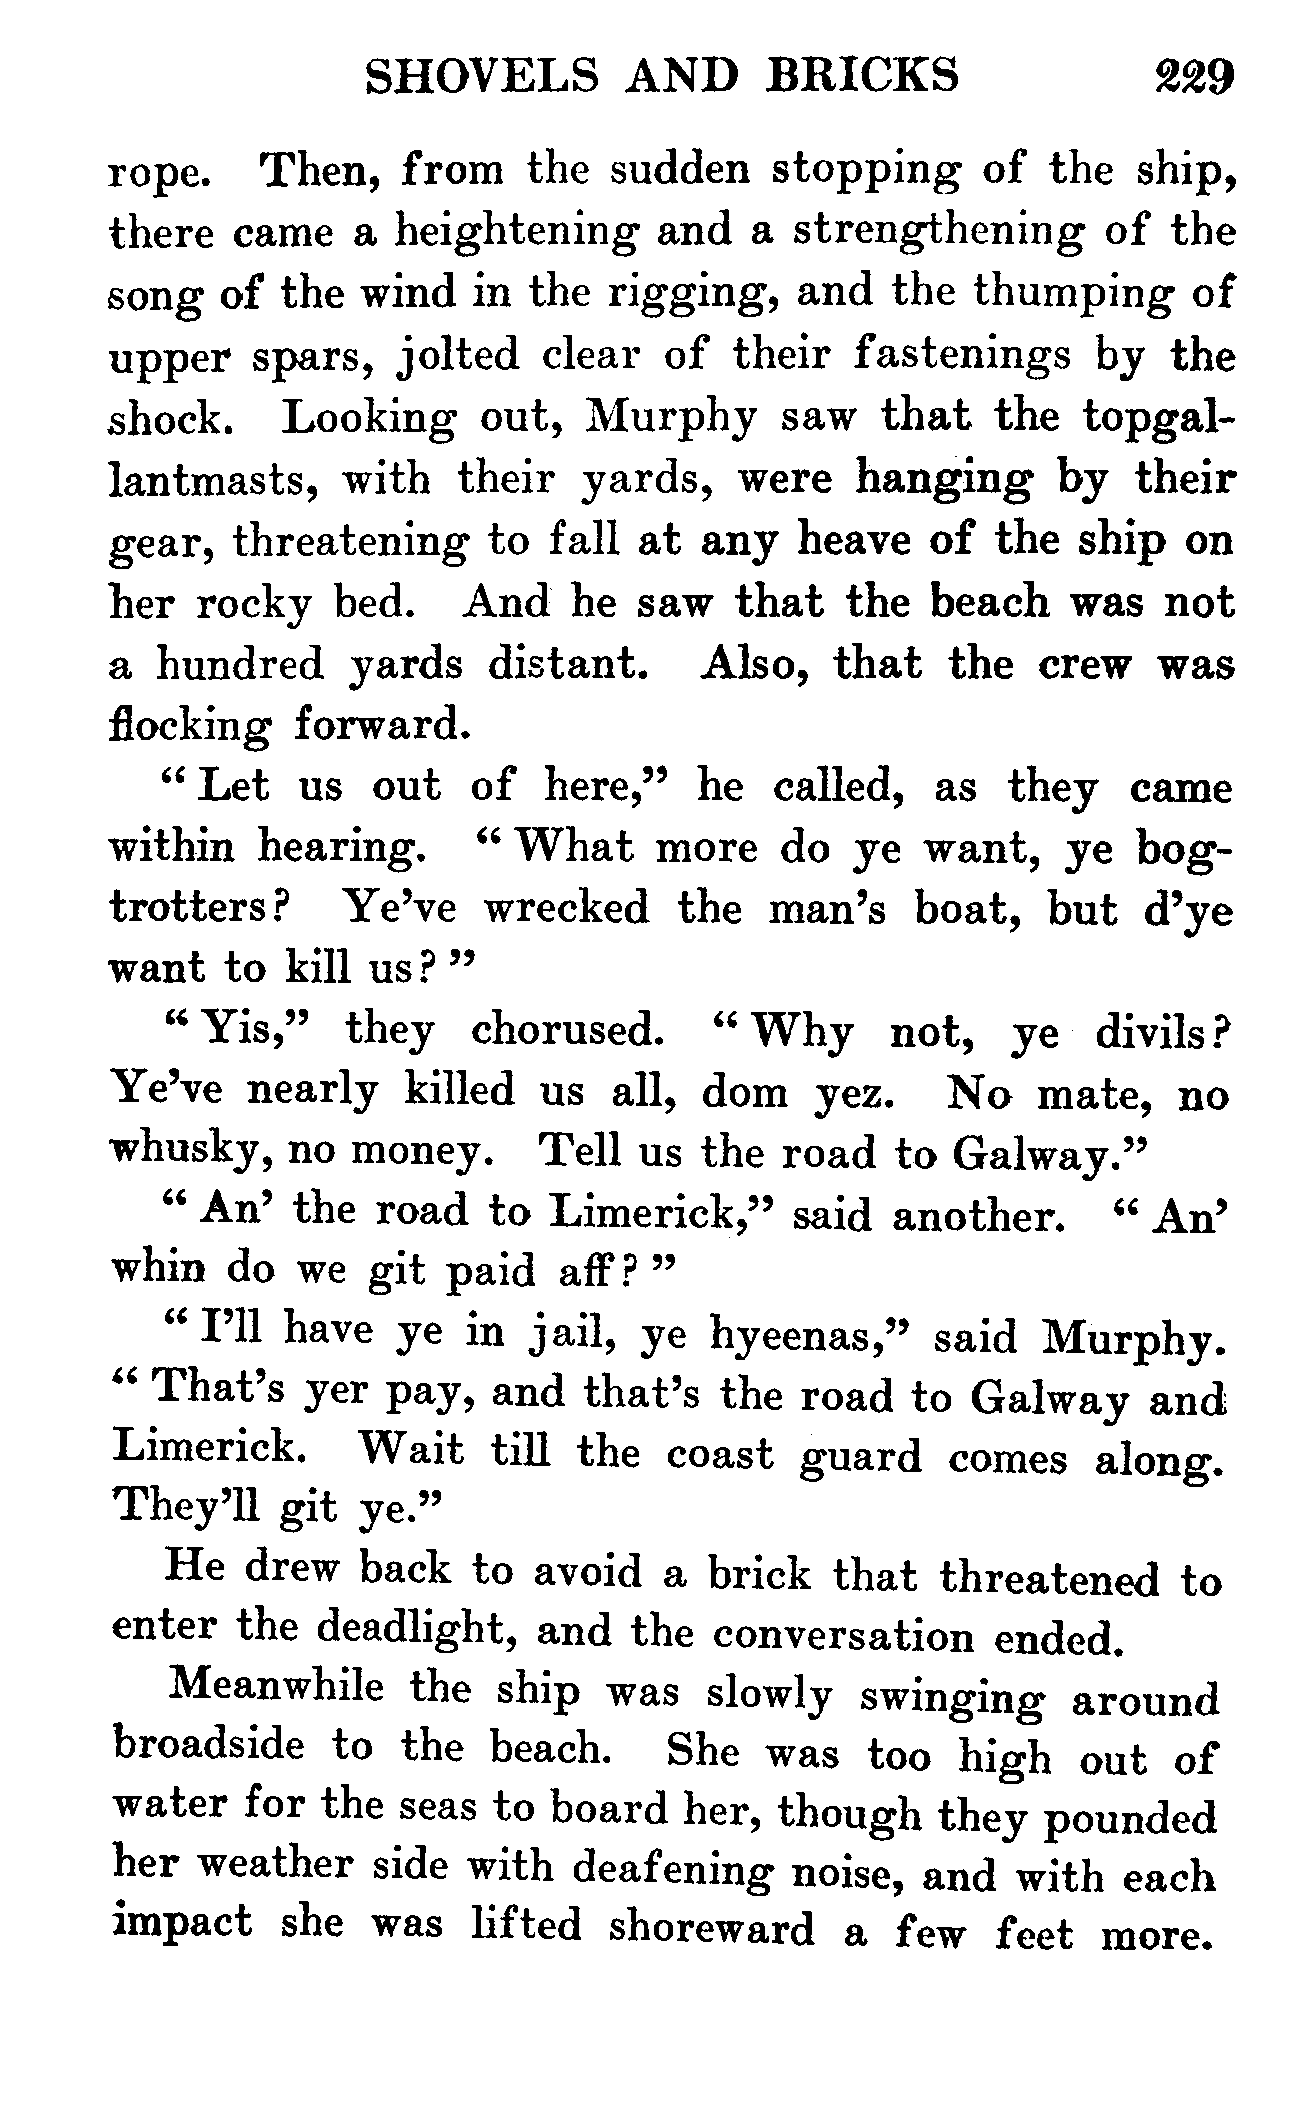 SHOVELS AND BRICKS 229
rope. Then, from the sudden stopping of the ship,
there came a heightening and a strengthening of the
song of the wind in the rigging, and the thumping of
upper spars, jolted clear of their fastenings by the
shock. Looking out, Murphy saw that the topgal-
lantmasts, with their yards, were hanging by their
gear, threatening to fall at any heave of the ship on
her rocky bed. And he saw that the beach was not
a hundred yards distant. Also, that the crew was
flocking forward.
“Let us out of here,” he called, as they came
within hearing. “What more do ye want, ye bog-
trotters? Ye’ve wrecked the man’s boat, but d’ye
want to kill us?”
“Yis,” they chorused. “Why not, ye divils?
Ye’ve nearly killed us all, dom yez. No mate, no
whusky, no money. Tell us the road to Galway.”
“An’ the road to Limerick,” said another. “An’
whin do we git paid aff?”
“I’ll have ye in jail, ye hyeenas,” said Murphy.
“That’s yer pay, and that’s the road to Galway and
Limerick. Wait till the coast guard comes along.
They’ll git ye.”
He drew back to avoid a brick that threatened to
enter the deadlight, and the conversation ended.
Meanwhile the ship was slowly swinging around
broadside to the beach. She was too high out of
water for the seas to board her, though they pounded
her weather side with deafening noise, and with each
impact she was lifted shoreward a few feet more.